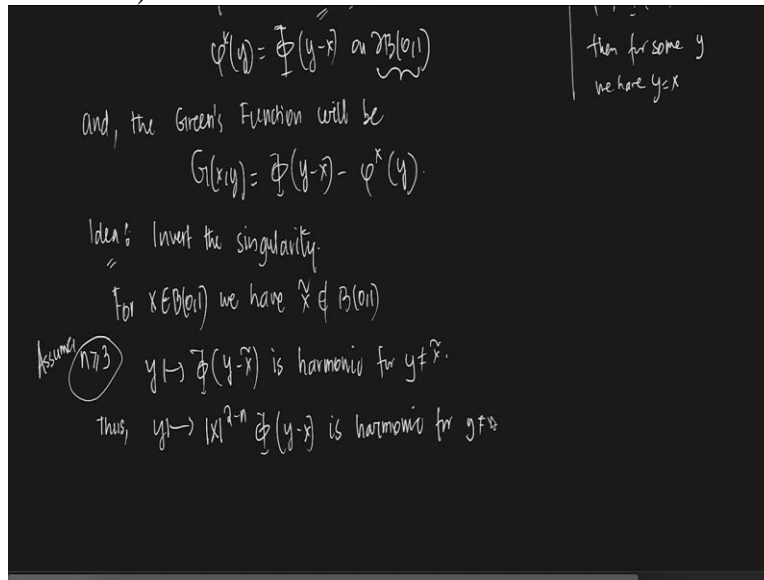 φˣ(y) = Φ(y-x) on ∂B(0,1)
then for some y
we have y=x
and, the Green's Function will be
G(x,y) = Φ(y-x) - φˣ(y).
Idea: Invert the singularity.
For x∈B(0,1) we have x̃ ∉ B(0,1)
Assume n≥3 y ↦ Φ(y-x̃) is harmonic for y≠x̃.
Thus, y ↦ |x|²⁻ⁿ Φ(y-x̃) is harmonic for y≠